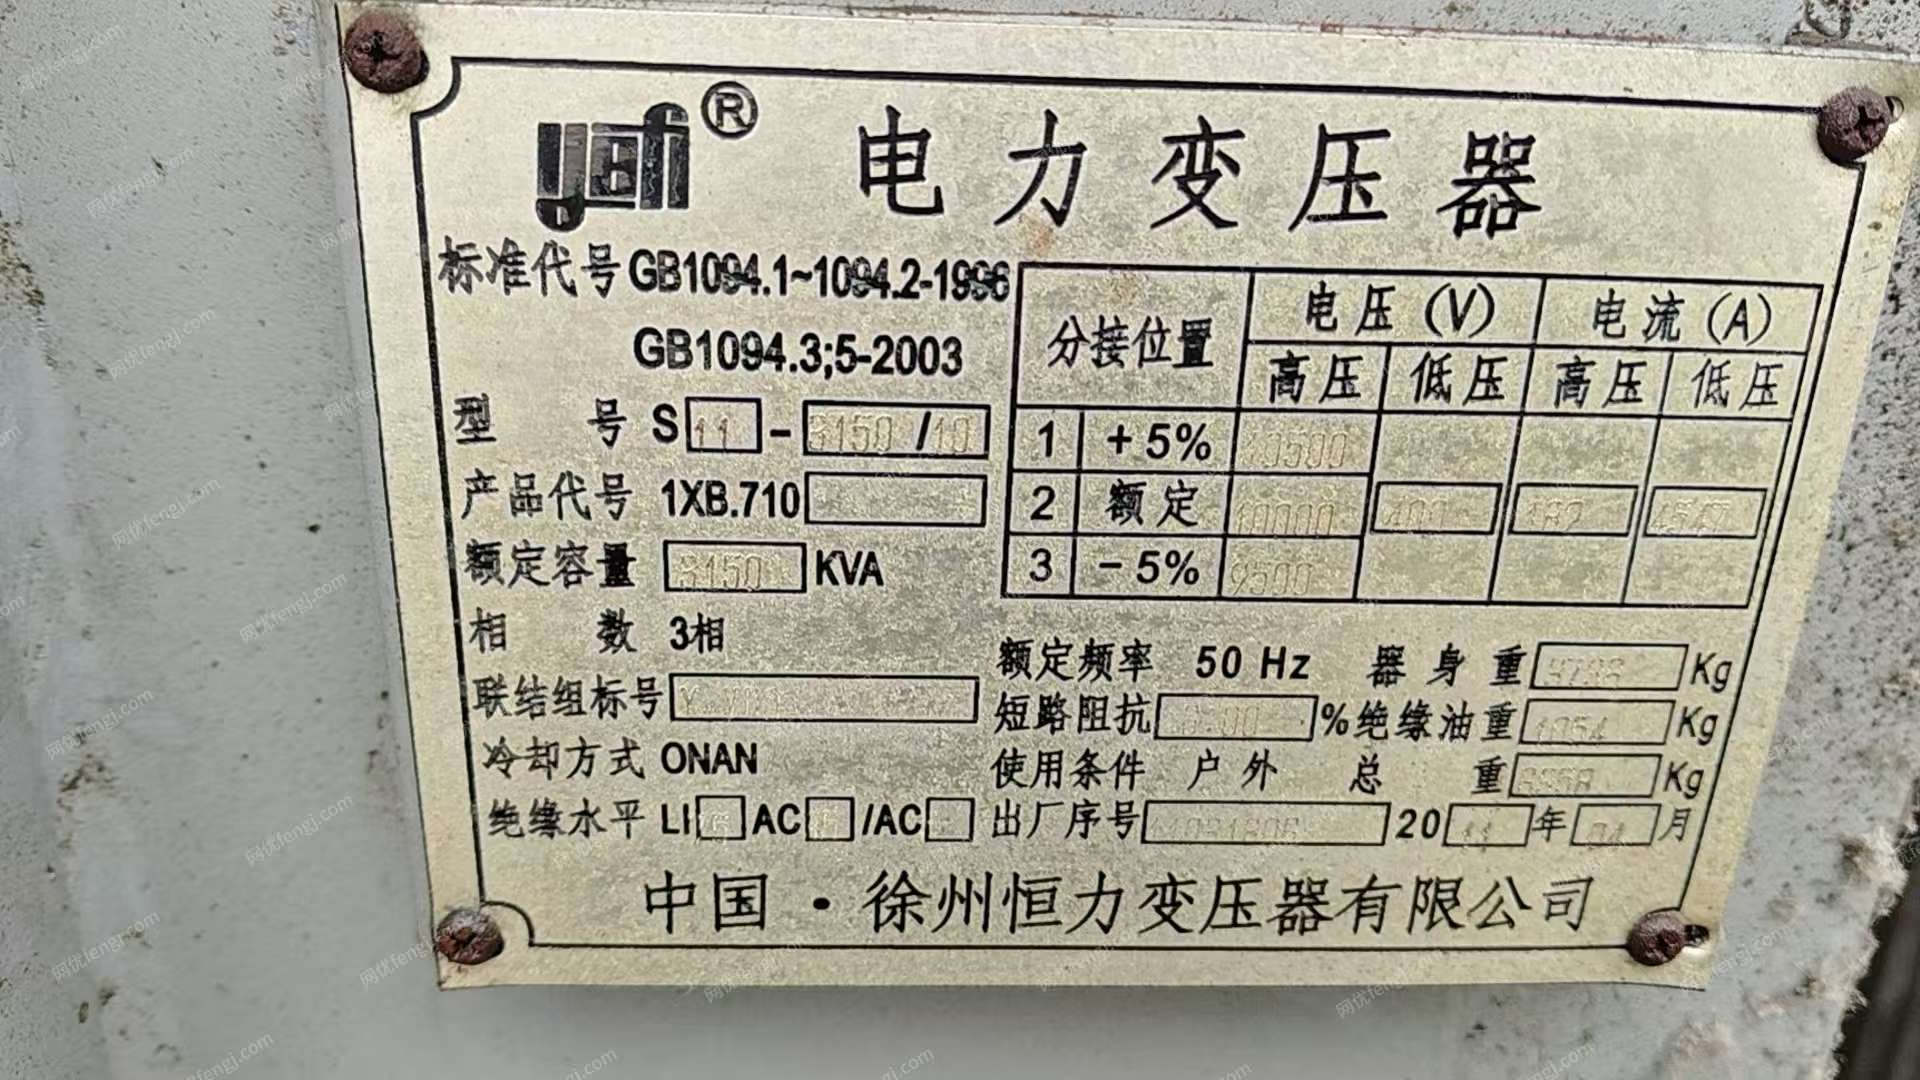 yafi® 电力变压器
标准代号 GB1094.1~1094.2-1996
GB1094.3;5-2003
型 号 S 11 - 3150/10
产品代号 1XB.710
额定容量 3150 KVA
相 数 3相
联结组标号
冷却方式 ONAN
绝缘水平 LI AC /AC
分接位置 电压(V) 电流(A)
高压 低压 高压 低压
1 +5% 10500
2 额定 10000 400 182 4547
3 -5% 9500
额定频率 50 Hz 器身重 Kg
短路阻抗 % 绝缘油重 Kg
使用条件 户外 总 重 Kg
出厂序号 20 11 年 04 月
中国·徐州恒力变压器有限公司